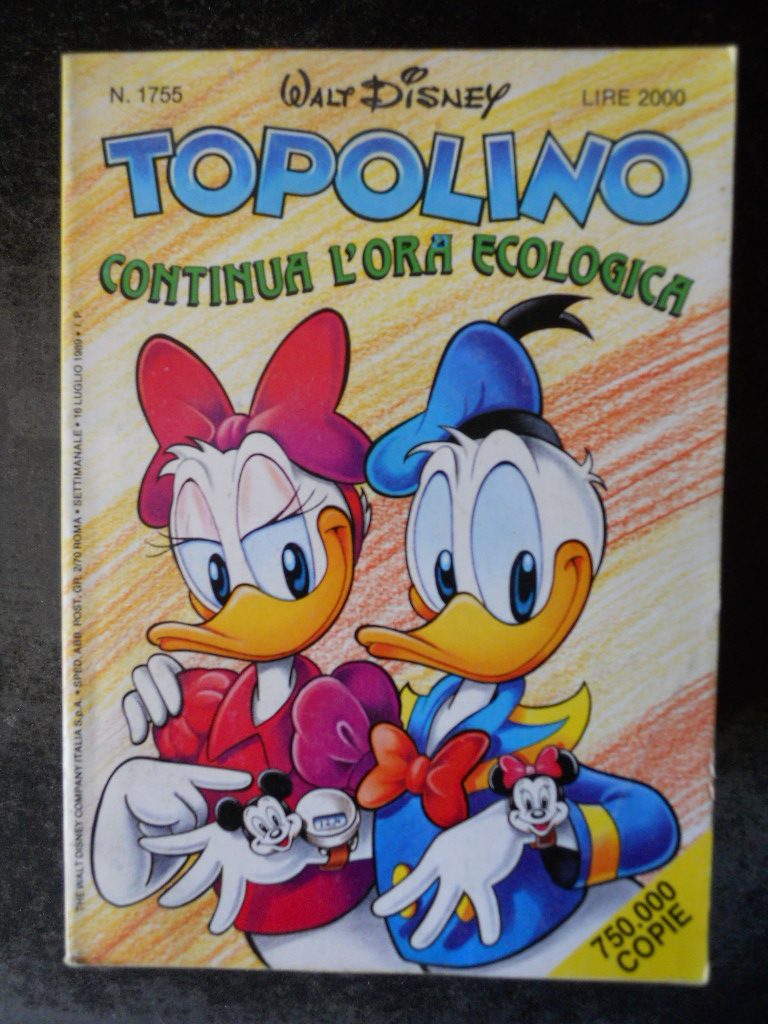 N. 1755
WALT DISNEY
LIRE 2000
TOPOLINO
CONTINUA L'ORA ECOLOGICA
THE WALT DISNEY COMPANY ITALIA S.p.A. • SPED. ABB. POST. GR. 2/70 ROMA • SETTIMANALE • 16 LUGLIO 1989 • I. P.
750.000
COPIE